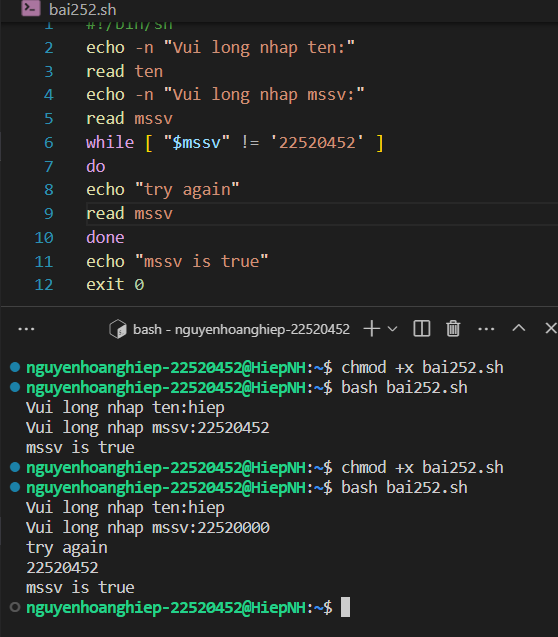 bai252.sh
1 #!/bin/sh
2 echo -n "Vui long nhap ten:"
3 read ten
4 echo -n "Vui long nhap mssv:"
5 read mssv
6 while [ "$mssv" != '22520452' ]
7 do
8 echo "try again"
9 read mssv
10 done
11 echo "mssv is true"
12 exit 0
bash - nguyenhoanghiep-22520452
nguyenhoanghiep-22520452@HiepNH:~$ chmod +x bai252.sh
nguyenhoanghiep-22520452@HiepNH:~$ bash bai252.sh
Vui long nhap ten:hiep
Vui long nhap mssv:22520452
mssv is true
nguyenhoanghiep-22520452@HiepNH:~$ chmod +x bai252.sh
nguyenhoanghiep-22520452@HiepNH:~$ bash bai252.sh
Vui long nhap ten:hiep
Vui long nhap mssv:22520000
try again
22520452
mssv is true
nguyenhoanghiep-22520452@HiepNH:~$